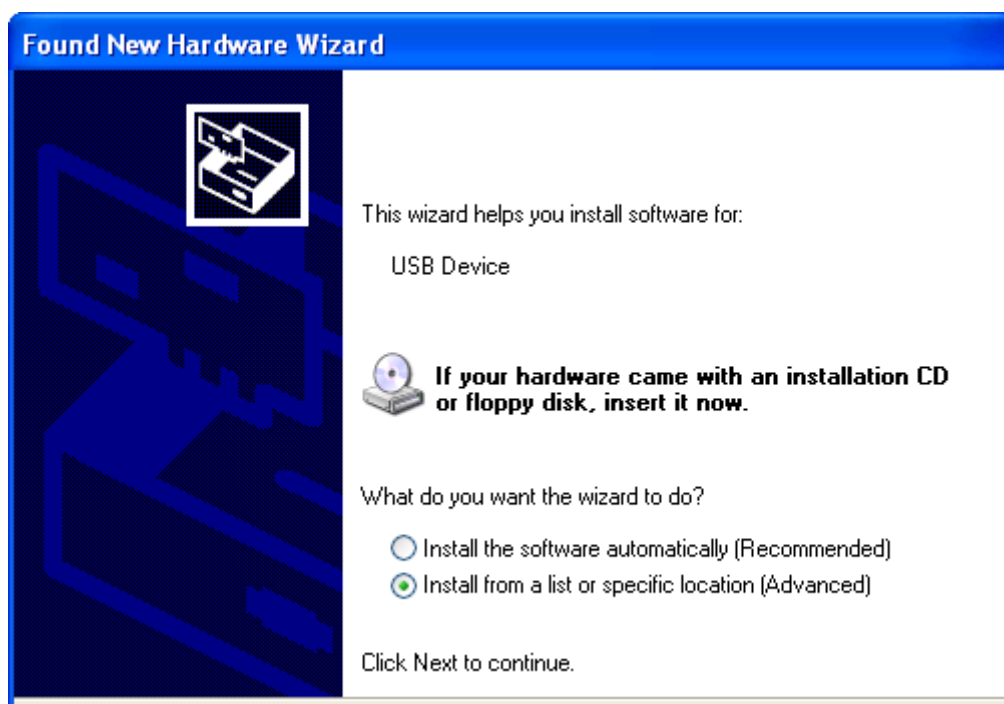 Found New Hardware Wizard
This wizard helps you install software for:
USB Device
If your hardware came with an installation CD
or floppy disk, insert it now.
What do you want the wizard to do?
Install the software automatically (Recommended)
Install from a list or specific location (Advanced)
Click Next to continue.